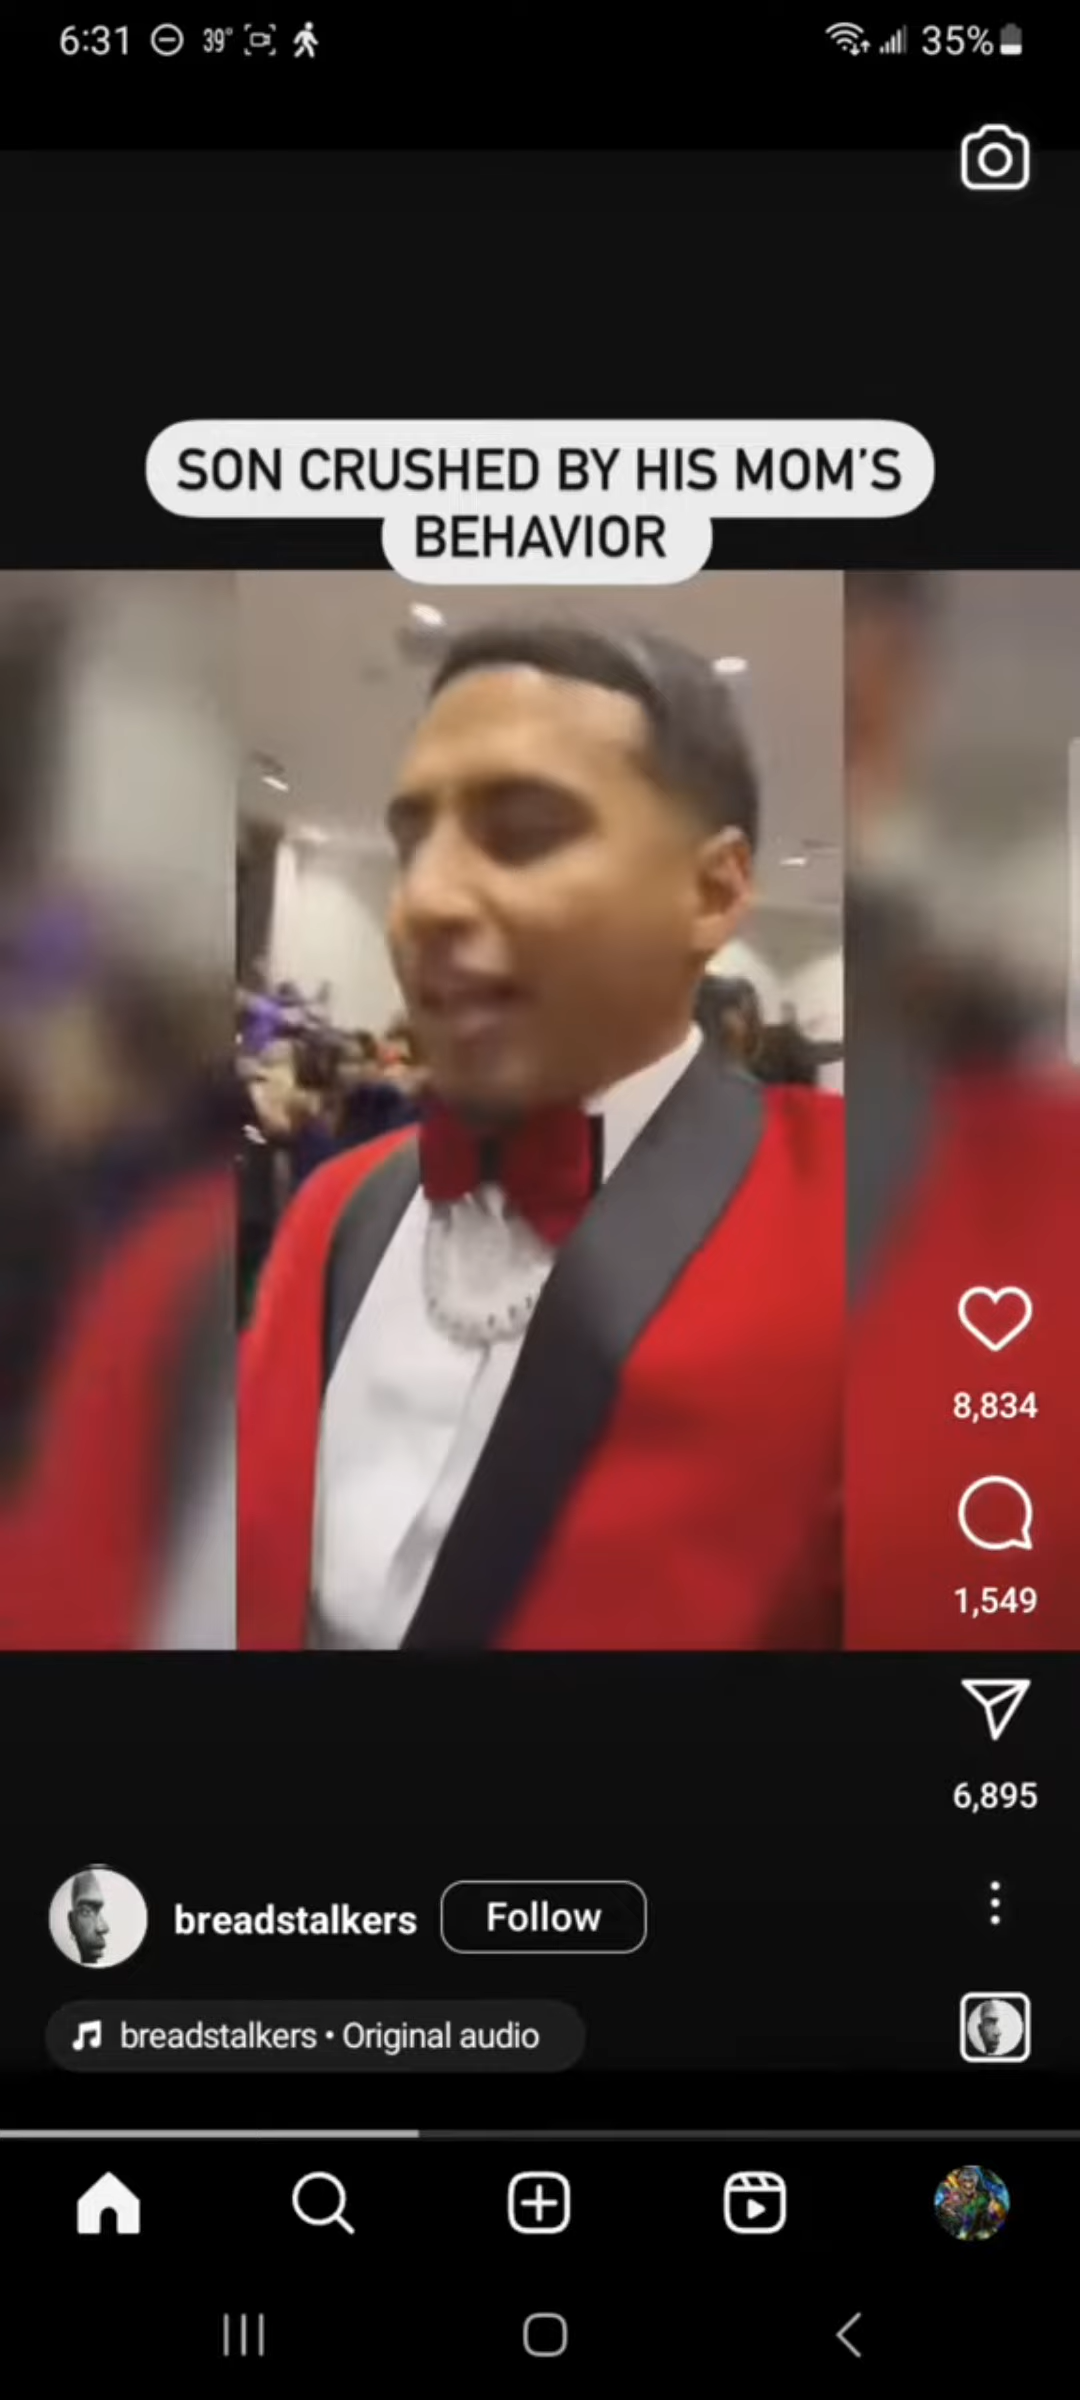 6:31 39° 35%
SON CRUSHED BY HIS MOM'S
BEHAVIOR
8,834
1,549
6,895
breadstalkers Follow
breadstalkers • Original audio